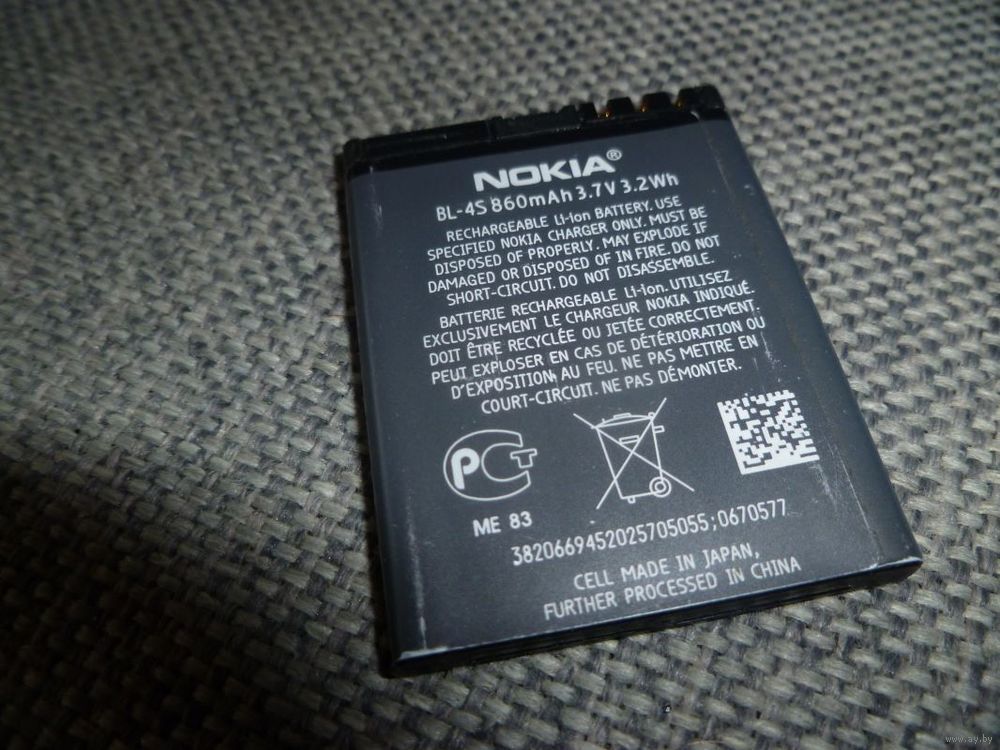 NOKIA®
BL-4S 860mAh 3.7V 3.2Wh
RECHARGEABLE Li-ion BATTERY. USE
SPECIFIED NOKIA CHARGER ONLY. MUST BE
DISPOSED OF PROPERLY. MAY EXPLODE IF
DAMAGED OR DISPOSED OF IN FIRE. DO NOT
SHORT-CIRCUIT. DO NOT DISASSEMBLE.
BATTERIE RECHARGEABLE Li-ion. UTILISEZ
EXCLUSIVEMENT LE CHARGEUR NOKIA INDIQUÉ.
DOIT ÊTRE RECYCLÉE OU JETÉE CORRECTEMENT.
PEUT EXPLOSER EN CAS DE DÉTÉRIORATION OU
D'EXPOSITION AU FEU. NE PAS METTRE EN
COURT-CIRCUIT. NE PAS DÉMONTER.
PCT
ME 83
3820669452025705055;0670577
CELL MADE IN JAPAN,
FURTHER PROCESSED IN CHINA
www.ay.by